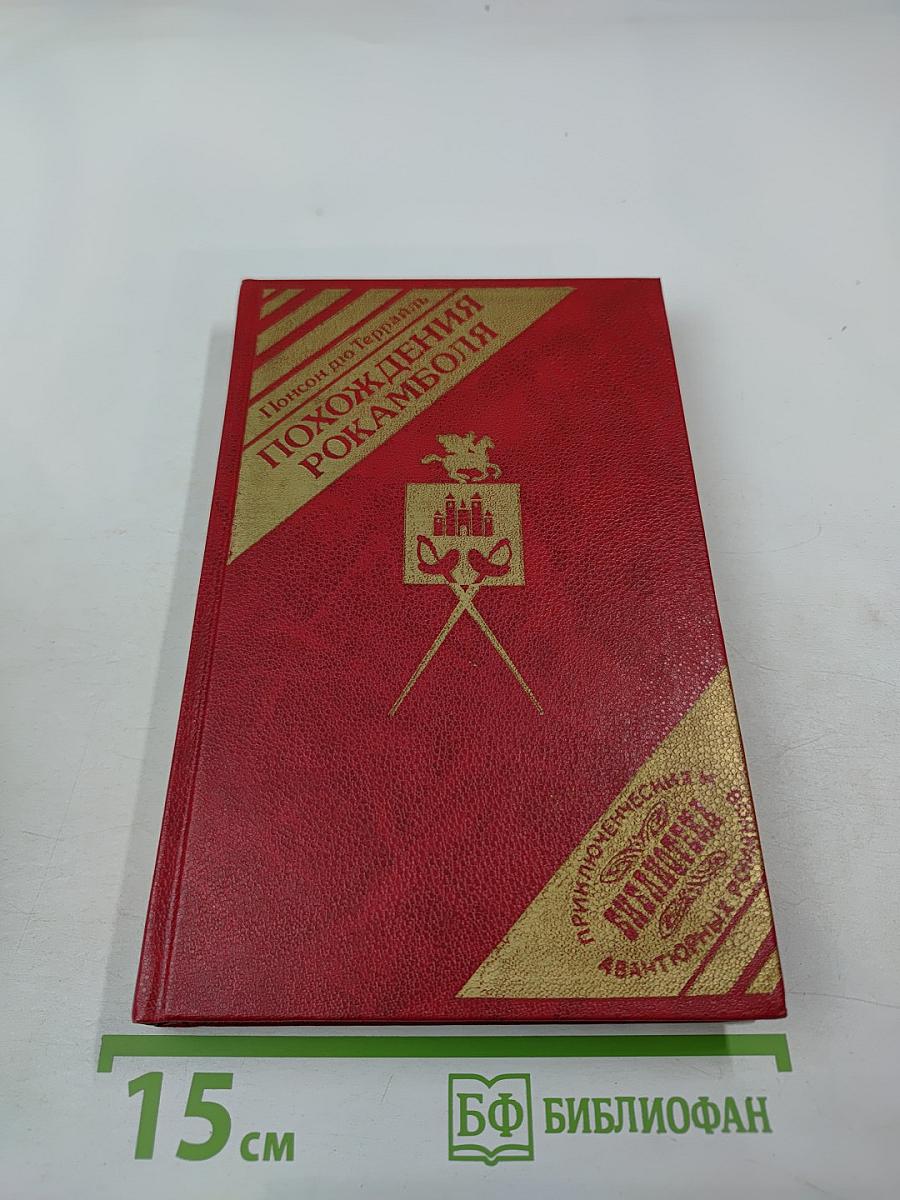 Понсон дю Террайль
ПОХОЖДЕНИЯ
РОКАМБОЛЯ
ПРИКЛЮЧЕНЧЕСКИХ И
БИБЛИОТЕКА
АВАНТЮРНЫХ РОМАНОВ
15 см
БФ БИБЛИОФАН